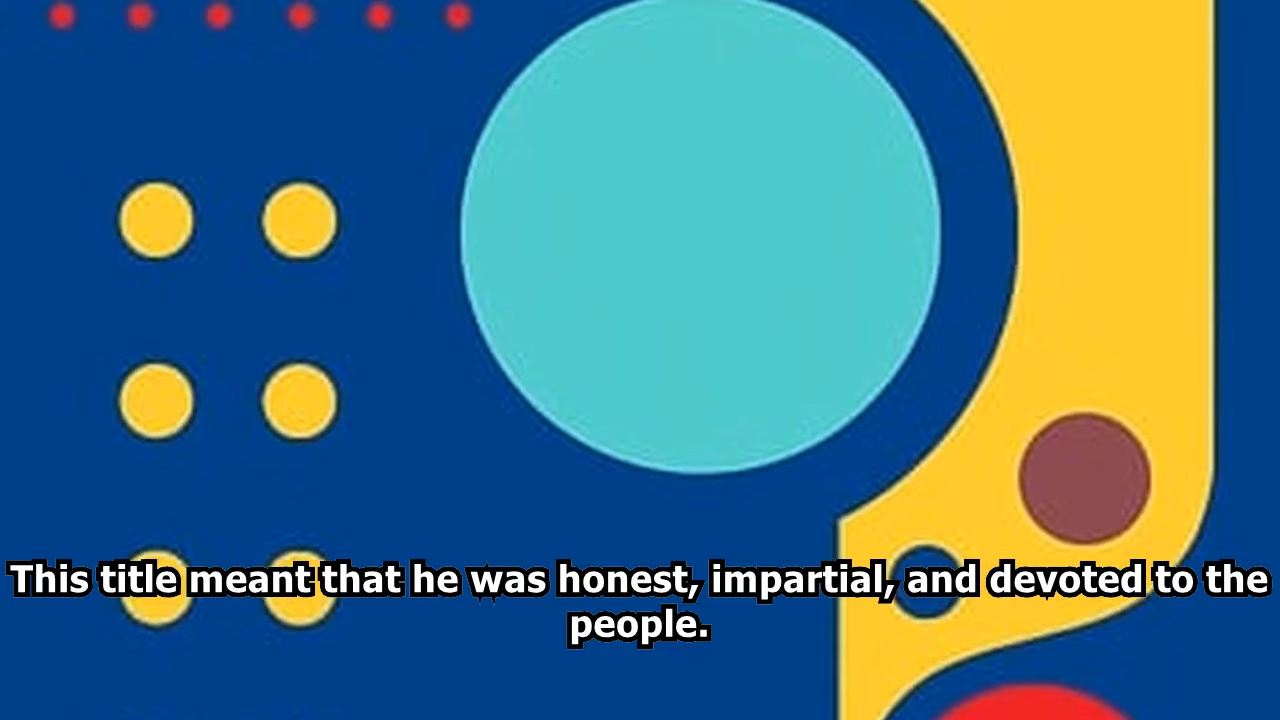 This title meant that he was honest, impartial, and devoted to the
people.